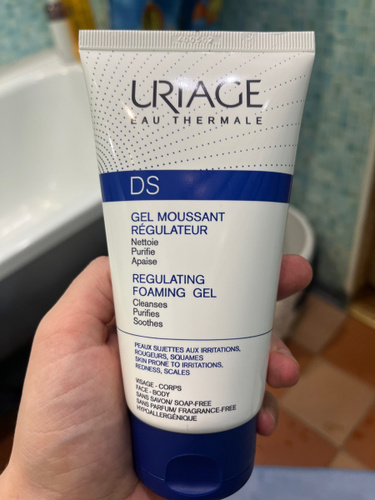 URIAGE
EAU THERMALE
DS
GEL MOUSSANT
RÉGULATEUR
Nettoie
Purifie
Apaise
REGULATING
FOAMING GEL
Cleanses
Purifies
Soothes
PEAUX SUJETTES AUX IRRITATIONS,
ROUGEURS, SQUAMES
SKIN PRONE TO IRRITATIONS,
REDNESS, SCALES
VISAGE - CORPS
FACE - BODY
SANS SAVON/ SOAP-FREE
SANS PARFUM/ FRAGRANCE-FREE
HYPOALLERGÉNIQUE